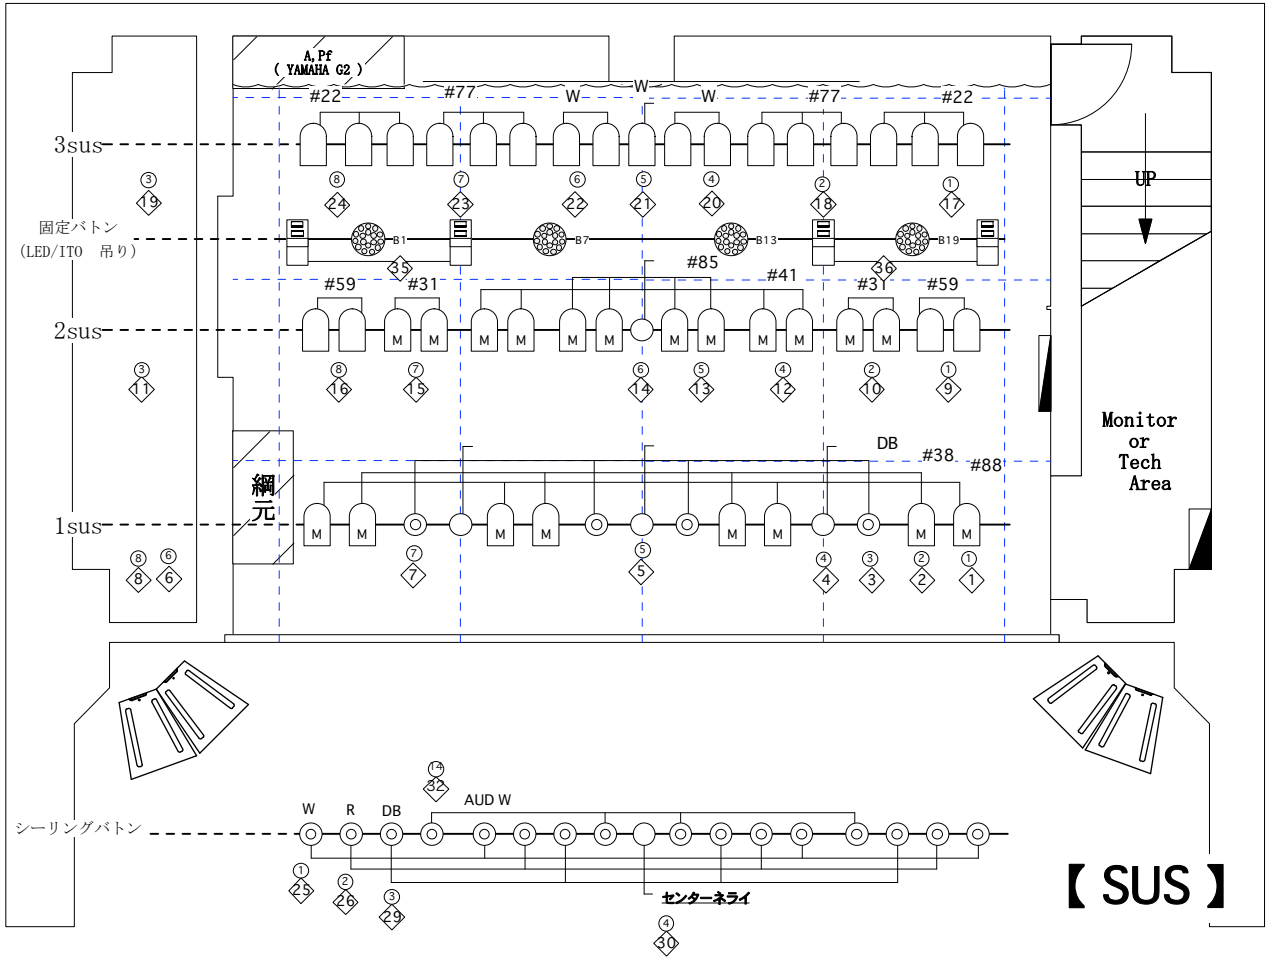 A,Pf
( YAMAHA G2 )
W
#22 #77 W W #77 #22
3sus
UP
③ ⑧ ⑦ ⑥ ⑤ ④ ② ①
19 24 23 22 21 20 18 17
固定バトン
(LED/ITO 吊り)
B1 B7 B13 B19
35 36
#85
#59 #31 #41 #31 #59
2sus
M M M M M M M M M M M M
③ ⑧ ⑦ ⑥ ⑤ ④ ② ①
11 16 15 14 13 12 10 9
Monitor
or
Tech
Area
DB
#38
#88
綱元
1sus
M M M M M M M M
⑧ ⑥ ⑦ ⑤ ④ ③ ② ①
8 6 7 5 4 3 2 1
⑭
32
W R DB AUD W
シーリングバトン
① ② ③
25 26 29
センターネライ
④
30
【 SUS 】